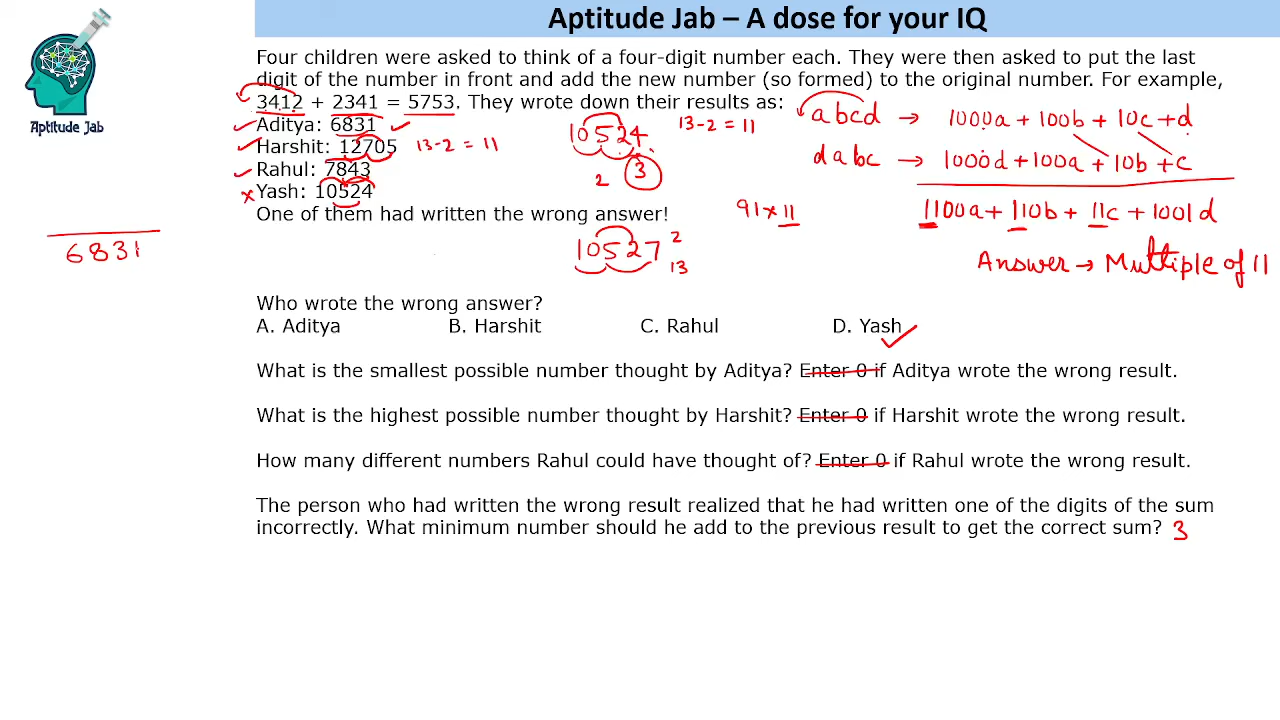 Aptitude Jab – A dose for your IQ
Aptitude Jab
Four children were asked to think of a four-digit number each. They were then asked to put the last
digit of the number in front and add the new number (so formed) to the original number. For example,
3412 + 2341 = 5753. They wrote down their results as:
Aditya: 6831
Harshit: 12705 13-2 = 11
Rahul: 7843
Yash: 10524
One of them had written the wrong answer!
10524 13-2 = 11
2 3
10527 2
13
abcd → 1000a + 100b + 10c + d
dabc → 1000d + 100a + 10b + c
91 × 11 1100a + 110b + 11c + 1001d
Answer → Multiple of 11
6831
Who wrote the wrong answer?
A. Aditya B. Harshit C. Rahul D. Yash
What is the smallest possible number thought by Aditya? Enter 0 if Aditya wrote the wrong result.
What is the highest possible number thought by Harshit? Enter 0 if Harshit wrote the wrong result.
How many different numbers Rahul could have thought of? Enter 0 if Rahul wrote the wrong result.
The person who had written the wrong result realized that he had written one of the digits of the sum
incorrectly. What minimum number should he add to the previous result to get the correct sum? 3